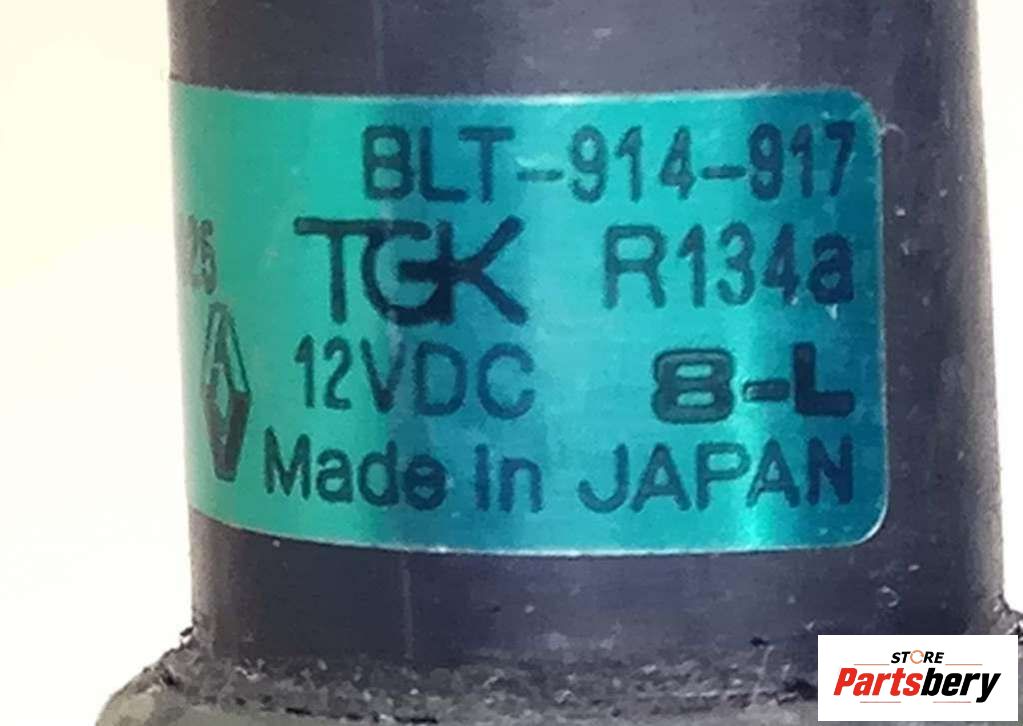 BLT-914-917
TGK R134a
12VDC 8-L
Made In JAPAN
STORE
Partsbery